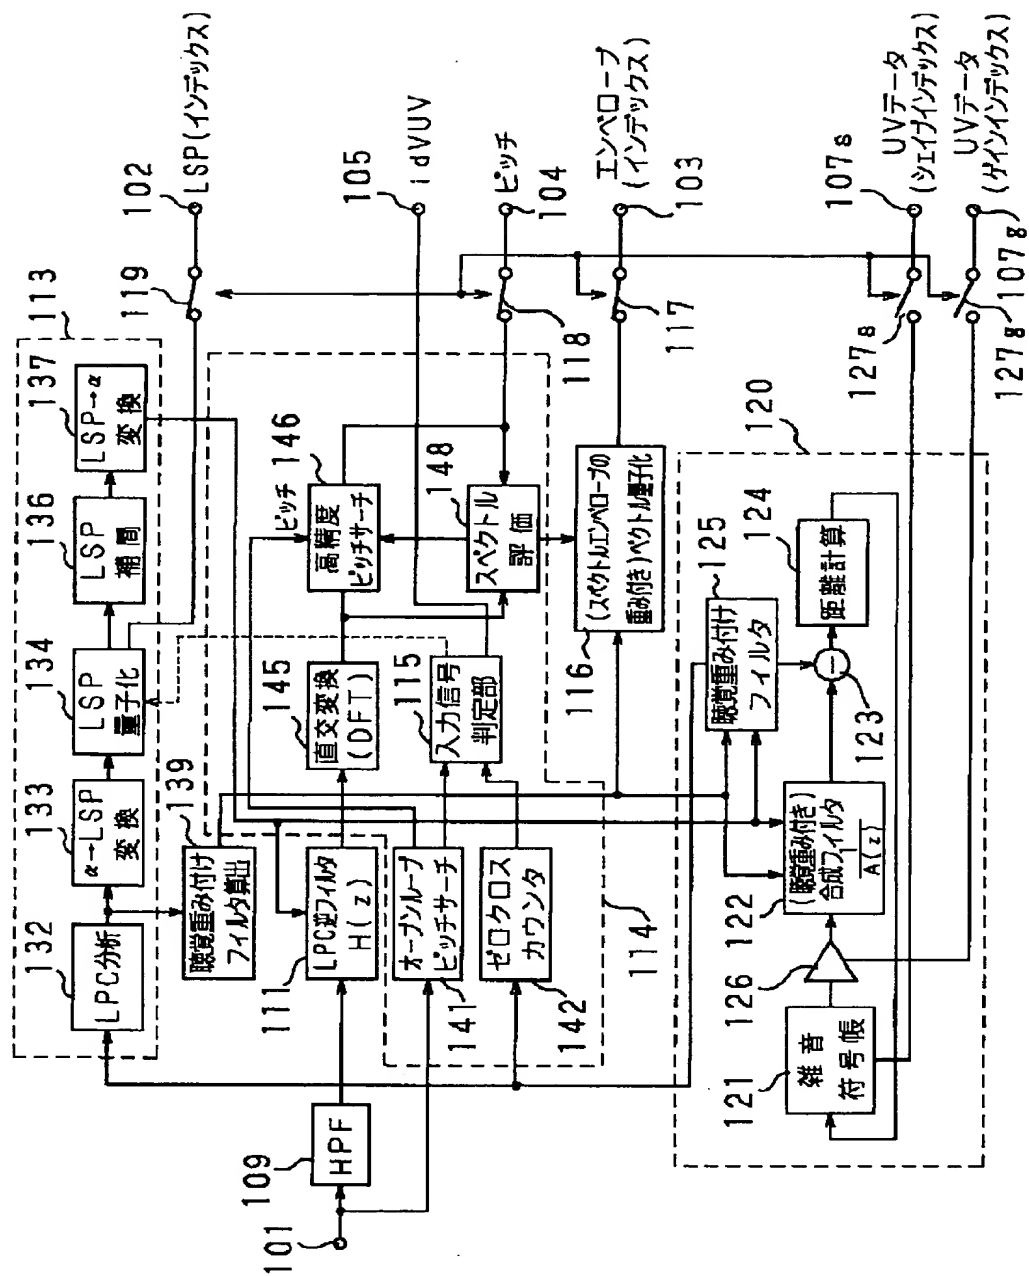 101
109
HPF
113
132
LPC分析
133
α→LSP
変換
134
LSP
量子化
136
LSP
補間
137
LSP→α
変換
119
102
LSP(インデックス)
139
聴覚重み付け
フィルタ算出
111
LPC逆フィルタ
H(z)
145
直交変換
(DFT)
ピッチ
146
高精度
ピッチサーチ
105
idVUV
141
オープンループ
ピッチサーチ
115
入力信号
判定部
148
スペクトル
評価
118
ピッチ
104
142
ゼロクロス
カウンタ
114
116
(スペクトルエンベロープの
重み付き)ベクトル量子化
117
エンベロープ
(インデックス)
103
120
121
雑音
符号帳
126
122
(聴覚重み付き)
合成フィルタ
1
A(z)
125
聴覚重み付け
フィルタ
123
−
124
距離計算
127s
107s
UVデータ
(シェイプインデックス)
127g
107g
107g
UVデータ
(ゲインインデックス)